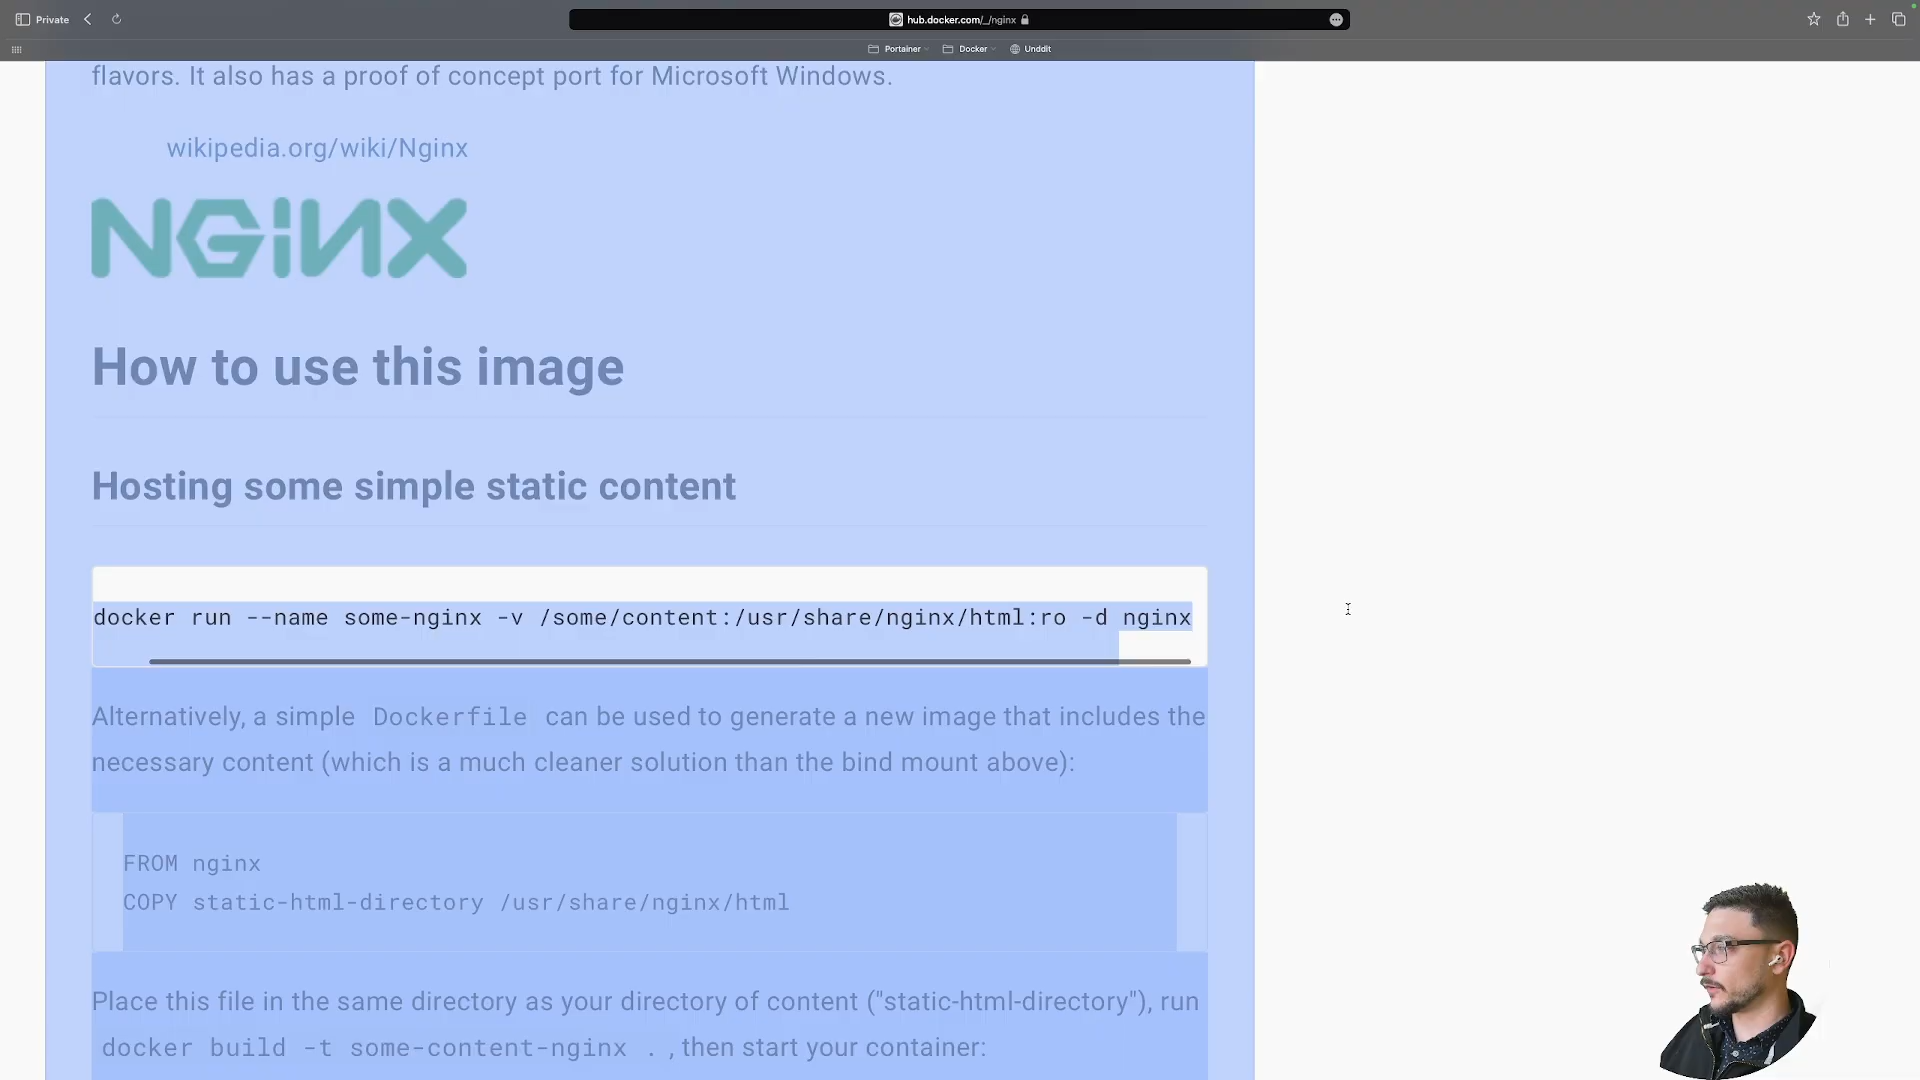 Private
hub.docker.com/_/nginx
Portainer
Docker
Unddit
flavors. It also has a proof of concept port for Microsoft Windows.
wikipedia.org/wiki/Nginx
NGINX
How to use this image
Hosting some simple static content
docker run --name some-nginx -v /some/content:/usr/share/nginx/html:ro -d nginx
Alternatively, a simple Dockerfile can be used to generate a new image that includes the
necessary content (which is a much cleaner solution than the bind mount above):
FROM nginx
COPY static-html-directory /usr/share/nginx/html
Place this file in the same directory as your directory of content ("static-html-directory"), run
docker build -t some-content-nginx . , then start your container: